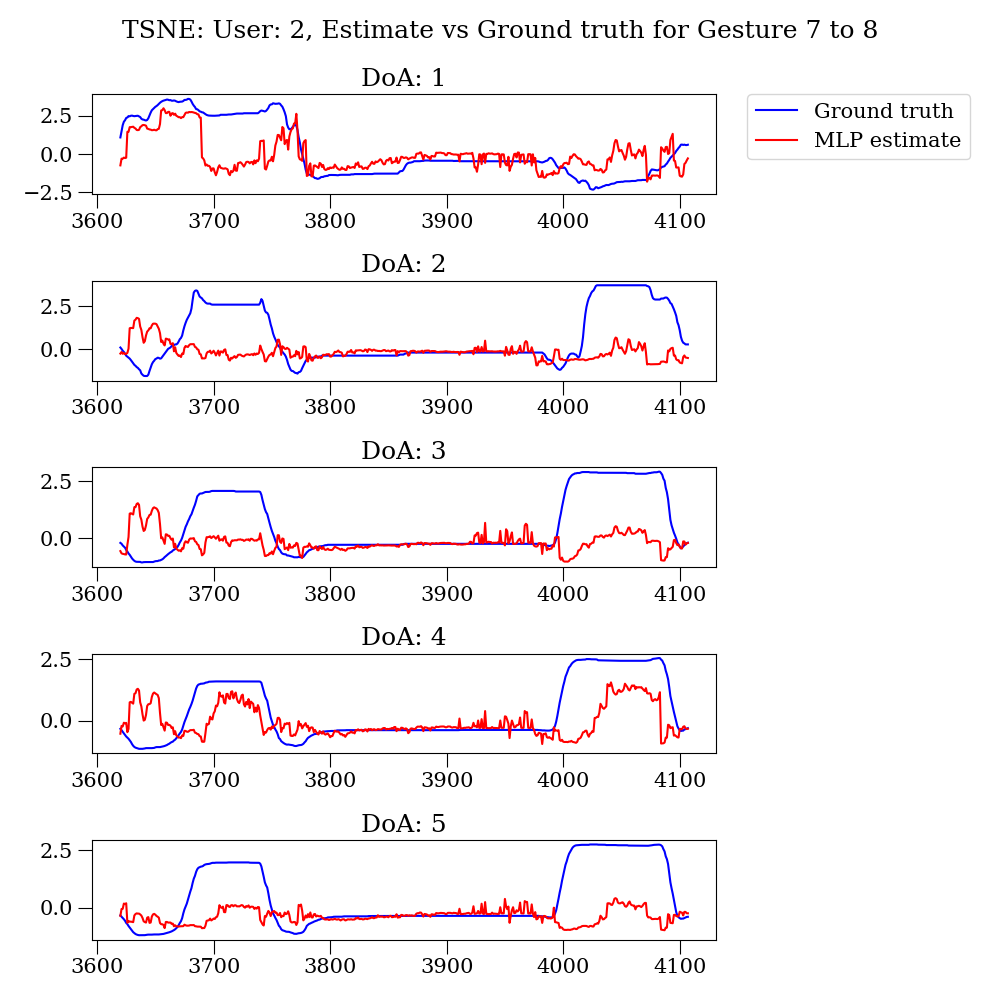 TSNE: User: 2, Estimate vs Ground truth for Gesture 7 to 8
DoA: 1
2.5
0.0
−2.5
3600 3700 3800 3900 4000 4100
Ground truth
MLP estimate
DoA: 2
2.5
0.0
3600 3700 3800 3900 4000 4100
DoA: 3
2.5
0.0
3600 3700 3800 3900 4000 4100
DoA: 4
2.5
0.0
3600 3700 3800 3900 4000 4100
DoA: 5
2.5
0.0
3600 3700 3800 3900 4000 4100